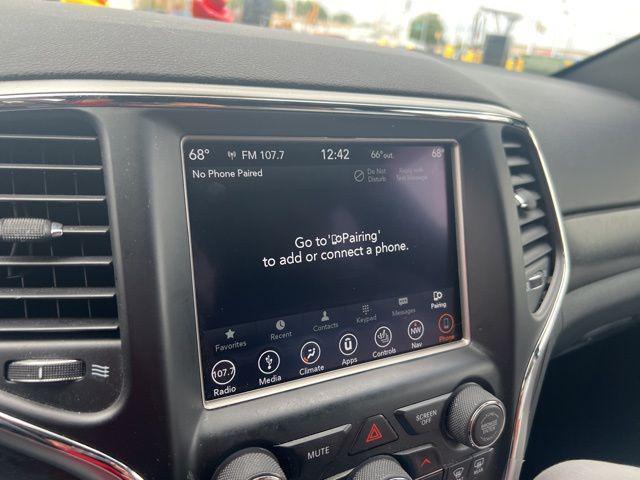 68° FM 107.7 12:42 66° out. 68°
No Phone Paired
Do Not
Disturb
Reply with
Text Message
Go to 'Pairing'
to add or connect a phone.
Favorites Recent Contacts Keypad Messages Pairing
107.7 NW
Radio Media Climate Apps Controls Nav Phone
MUTE
SCREEN
OFF
BROWSE
ENTER